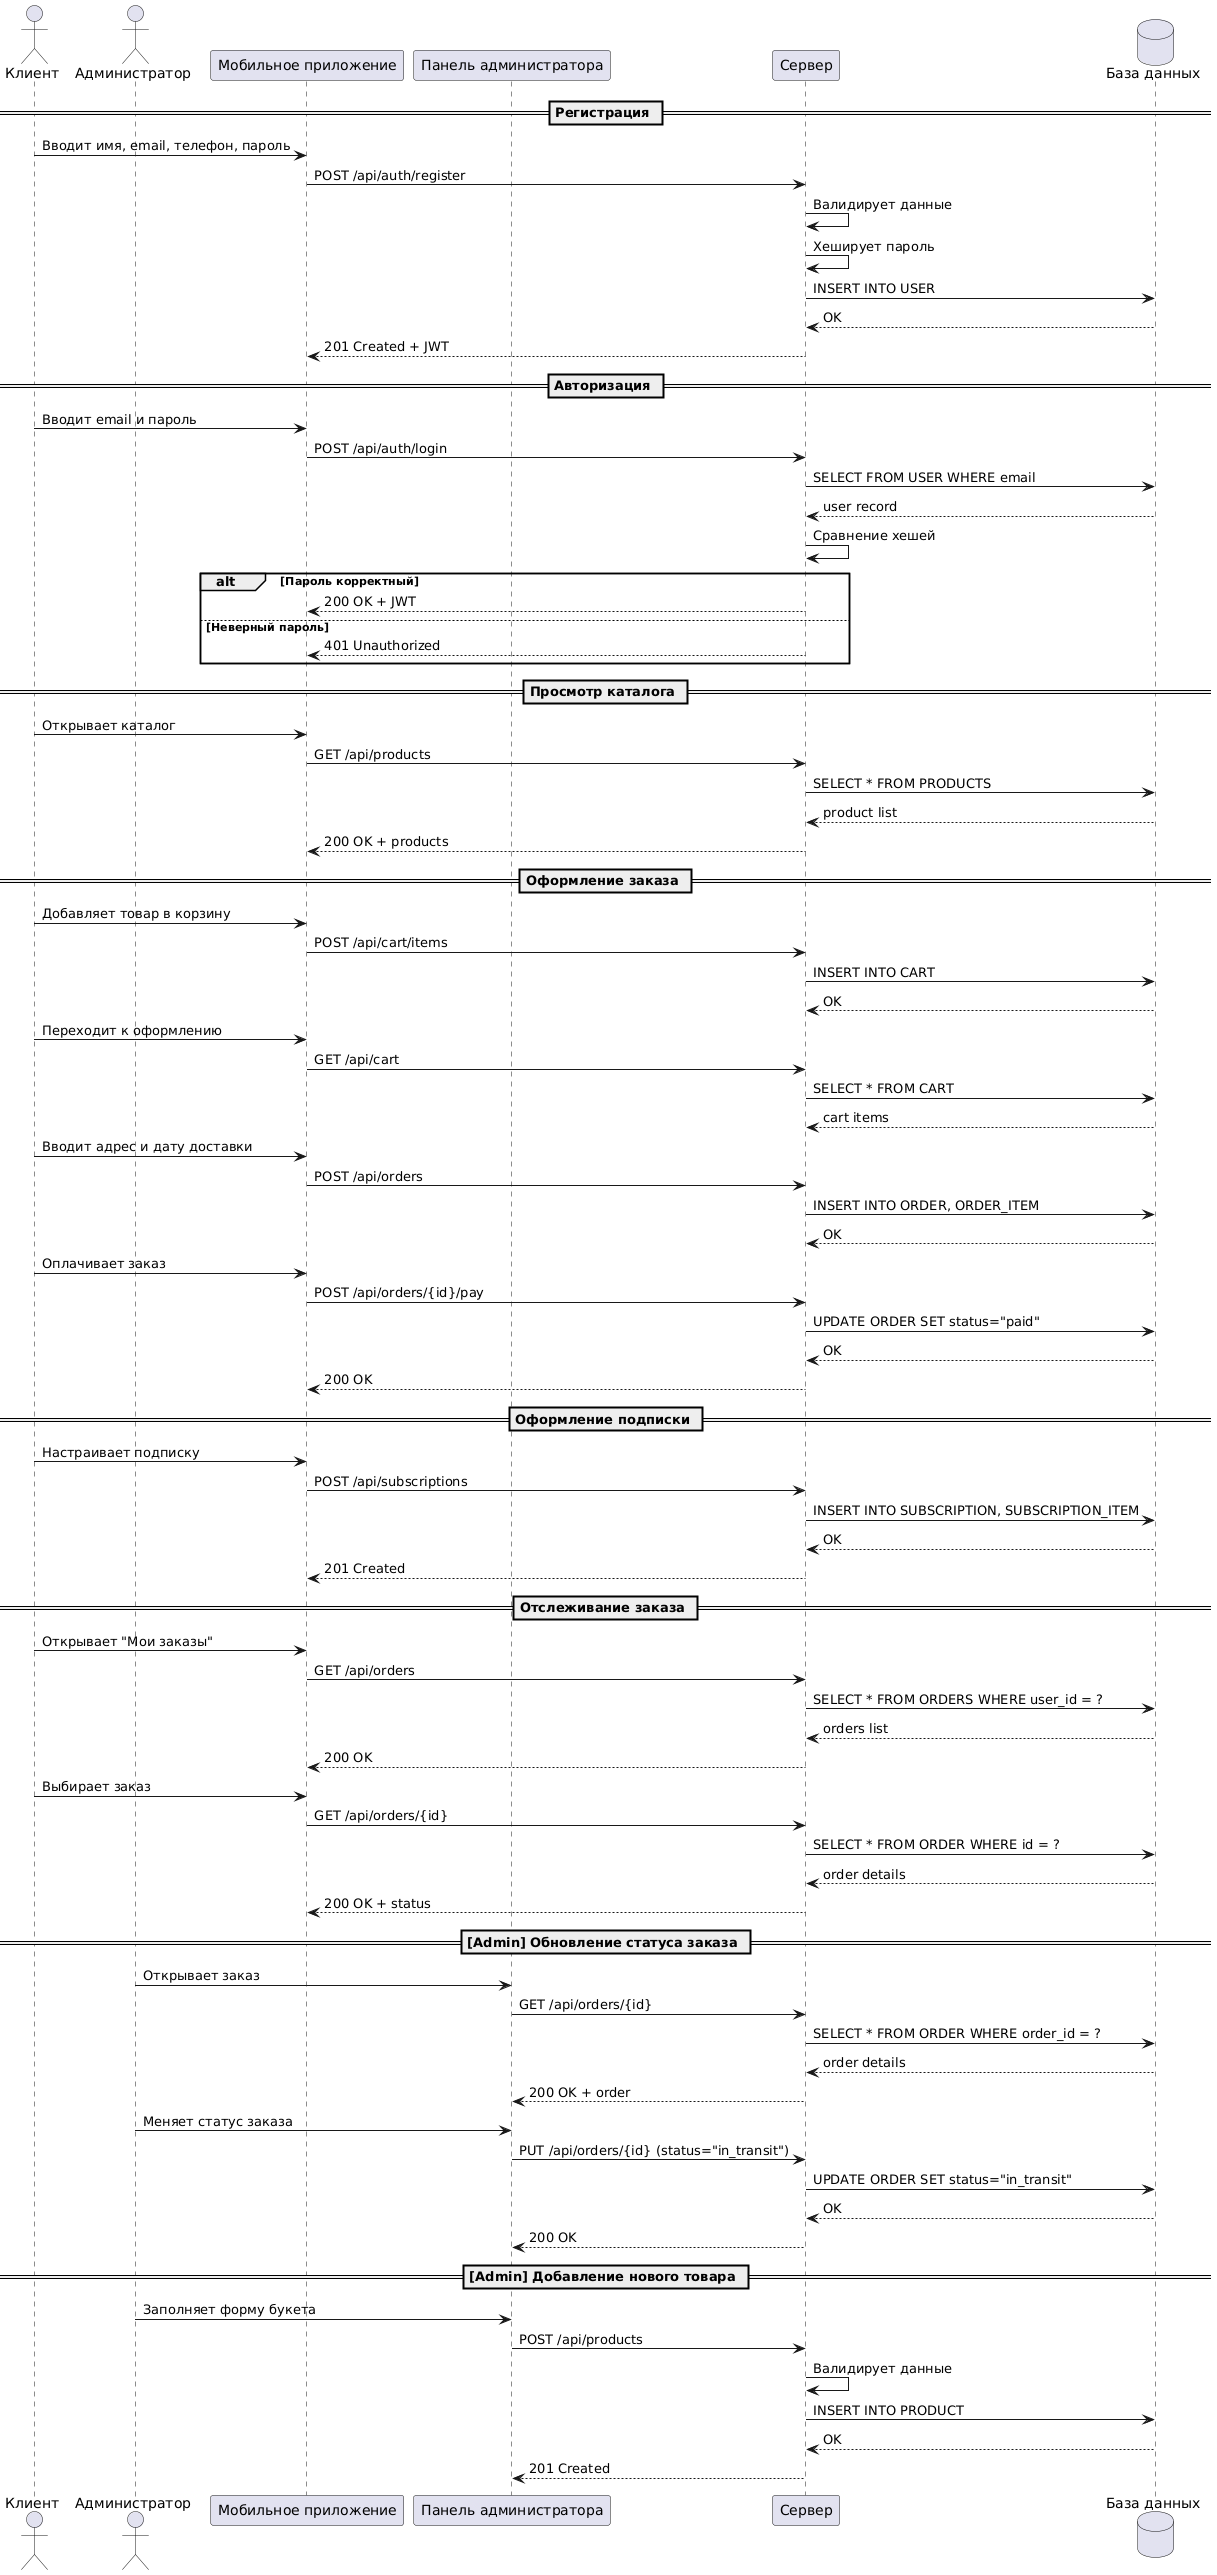 Клиент
Администратор
Мобильное приложение
Панель администратора
Сервер
База данных
Регистрация
Вводит имя, email, телефон, пароль
POST /api/auth/register
Валидирует данные
Хеширует пароль
INSERT INTO USER
OK
201 Created + JWT
Авторизация
Вводит email и пароль
POST /api/auth/login
SELECT FROM USER WHERE email
user record
Сравнение хешей
alt [Пароль корректный]
200 OK + JWT
[Неверный пароль]
401 Unauthorized
Просмотр каталога
Открывает каталог
GET /api/products
SELECT * FROM PRODUCTS
product list
200 OK + products
Оформление заказа
Добавляет товар в корзину
POST /api/cart/items
INSERT INTO CART
OK
Переходит к оформлению
GET /api/cart
SELECT * FROM CART
cart items
Вводит адрес и дату доставки
POST /api/orders
INSERT INTO ORDER, ORDER_ITEM
OK
Оплачивает заказ
POST /api/orders/{id}/pay
UPDATE ORDER SET status="paid"
OK
200 OK
Оформление подписки
Настраивает подписку
POST /api/subscriptions
INSERT INTO SUBSCRIPTION, SUBSCRIPTION_ITEM
OK
201 Created
Отслеживание заказа
Открывает "Мои заказы"
GET /api/orders
SELECT * FROM ORDERS WHERE user_id = ?
orders list
200 OK
Выбирает заказ
GET /api/orders/{id}
SELECT * FROM ORDER WHERE id = ?
order details
200 OK + status
[Admin] Обновление статуса заказа
Открывает заказ
GET /api/orders/{id}
SELECT * FROM ORDER WHERE order_id = ?
order details
200 OK + order
Меняет статус заказа
PUT /api/orders/{id} (status="in_transit")
UPDATE ORDER SET status="in_transit"
OK
200 OK
[Admin] Добавление нового товара
Заполняет форму букета
POST /api/products
Валидирует данные
INSERT INTO PRODUCT
OK
201 Created
Клиент
Администратор
Мобильное приложение
Панель администратора
Сервер
База данных